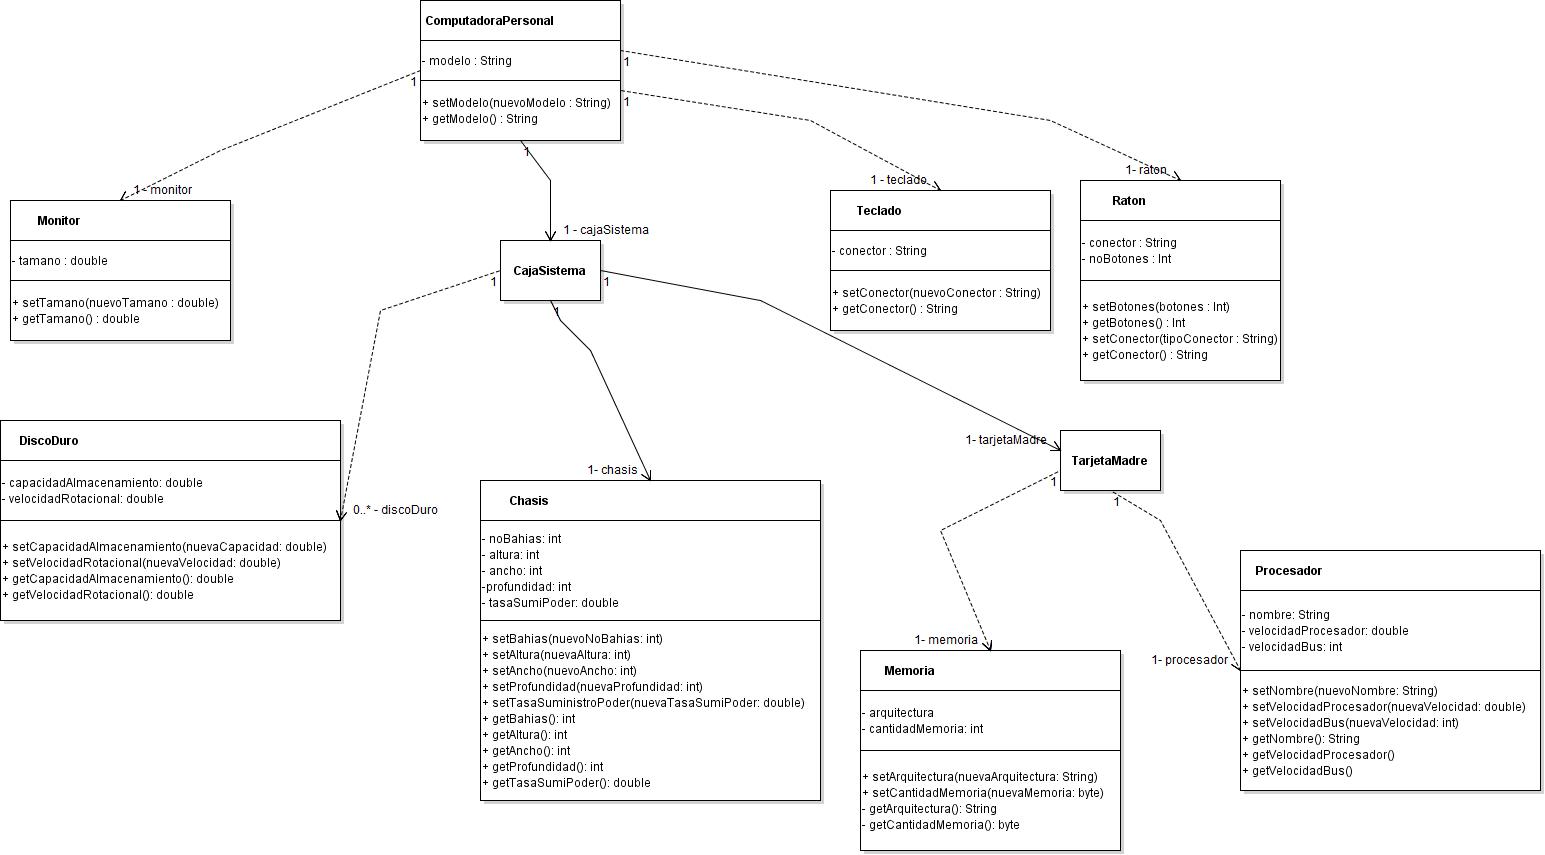 ComputadoraPersonal
- modelo : String
+ setModelo(nuevoModelo : String)
+ getModelo() : String
1
1
1
1
1- monitor
1 - teclado
1- raton
1 - cajaSistema
Monitor
- tamano : double
+ setTamano(nuevoTamano : double)
+ getTamano() : double
CajaSistema
1
1
1
Teclado
- conector : String
+ setConector(nuevoConector : String)
+ getConector() : String
Raton
- conector : String
- noBotones : Int
+ setBotones(botones : Int)
+ getBotones() : Int
+ setConector(tipoConector : String)
+ getConector() : String
DiscoDuro
- capacidadAlmacenamiento: double
- velocidadRotacional: double
+ setCapacidadAlmacenamiento(nuevaCapacidad: double)
+ setVelocidadRotacional(nuevaVelocidad: double)
+ getCapacidadAlmacenamiento(): double
+ getVelocidadRotacional(): double
0..* - discoDuro
1- chasis
Chasis
- noBahias: int
- altura: int
- ancho: int
-profundidad: int
- tasaSumiPoder: double
+ setBahias(nuevoNoBahias: int)
+ setAltura(nuevaAltura: int)
+ setAncho(nuevoAncho: int)
+ setProfundidad(nuevaProfundidad: int)
+ setTasaSuministroPoder(nuevaTasaSumiPoder: double)
+ getBahias(): int
+ getAltura(): int
+ getAncho(): int
+ getProfundidad(): int
+ getTasaSumiPoder(): double
1- tarjetaMadre
TarjetaMadre
1
1
1- memoria
Memoria
- arquitectura
- cantidadMemoria: int
+ setArquitectura(nuevaArquitectura: String)
+ setCantidadMemoria(nuevaMemoria: byte)
- getArquitectura(): String
- getCantidadMemoria(): byte
1- procesador
Procesador
- nombre: String
- velocidadProcesador: double
- velocidadBus: int
+ setNombre(nuevoNombre: String)
+ setVelocidadProcesador(nuevaVelocidad: double)
+ setVelocidadBus(nuevaVelocidad: int)
+ getNombre(): String
+ getVelocidadProcesador()
+ getVelocidadBus()